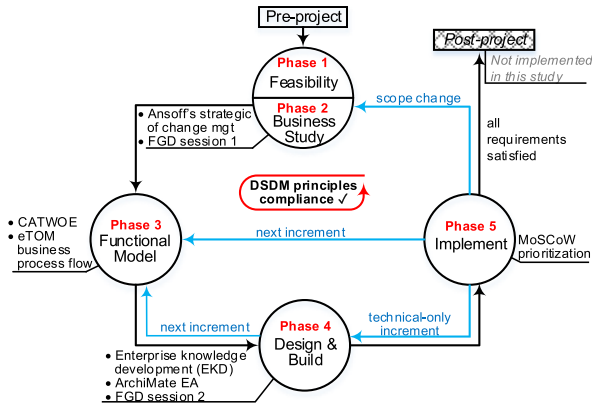 Pre-project
Post-project
Not implemented
in this study
Phase 1
Feasibility
Phase 2
Business
Study
scope change
• Ansoff's strategic
of change mgt
• FGD session 1
all
requirements
satisfied
DSDM principles
compliance ✓
• CATWOE
• eTOM
business
process flow
Phase 3
Functional
Model
next increment
Phase 5
Implement
MoSCoW
prioritization
next increment
technical-only
increment
Phase 4
Design &
Build
• Enterprise knowledge
development (EKD)
• ArchiMate EA
• FGD session 2